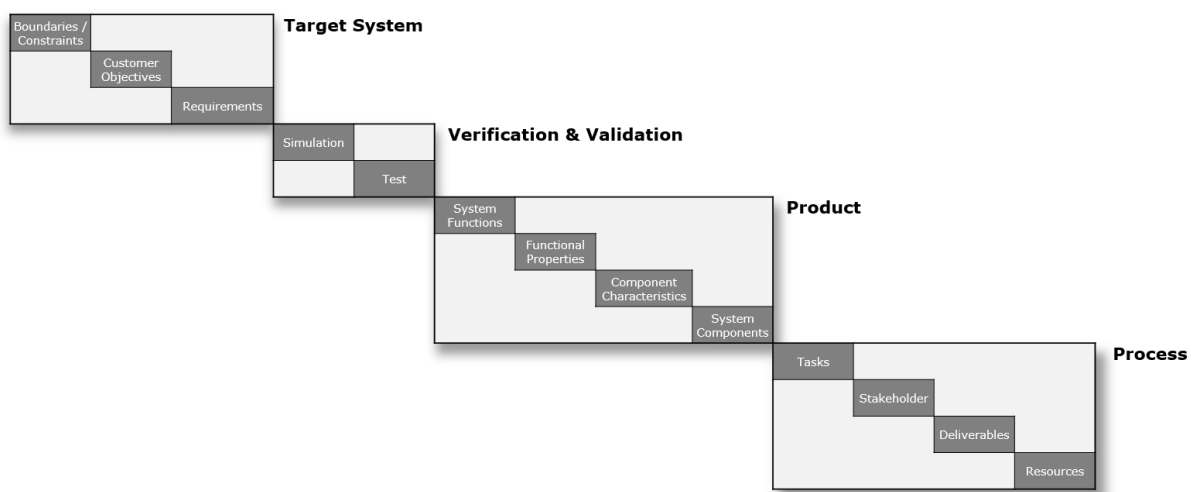 Boundaries /
Constraints
Target System
Customer
Objectives
Requirements
Simulation
Verification & Validation
Test
System
Functions
Product
Functional
Properties
Component
Characteristics
System
Components
Tasks
Process
Stakeholder
Deliverables
Resources